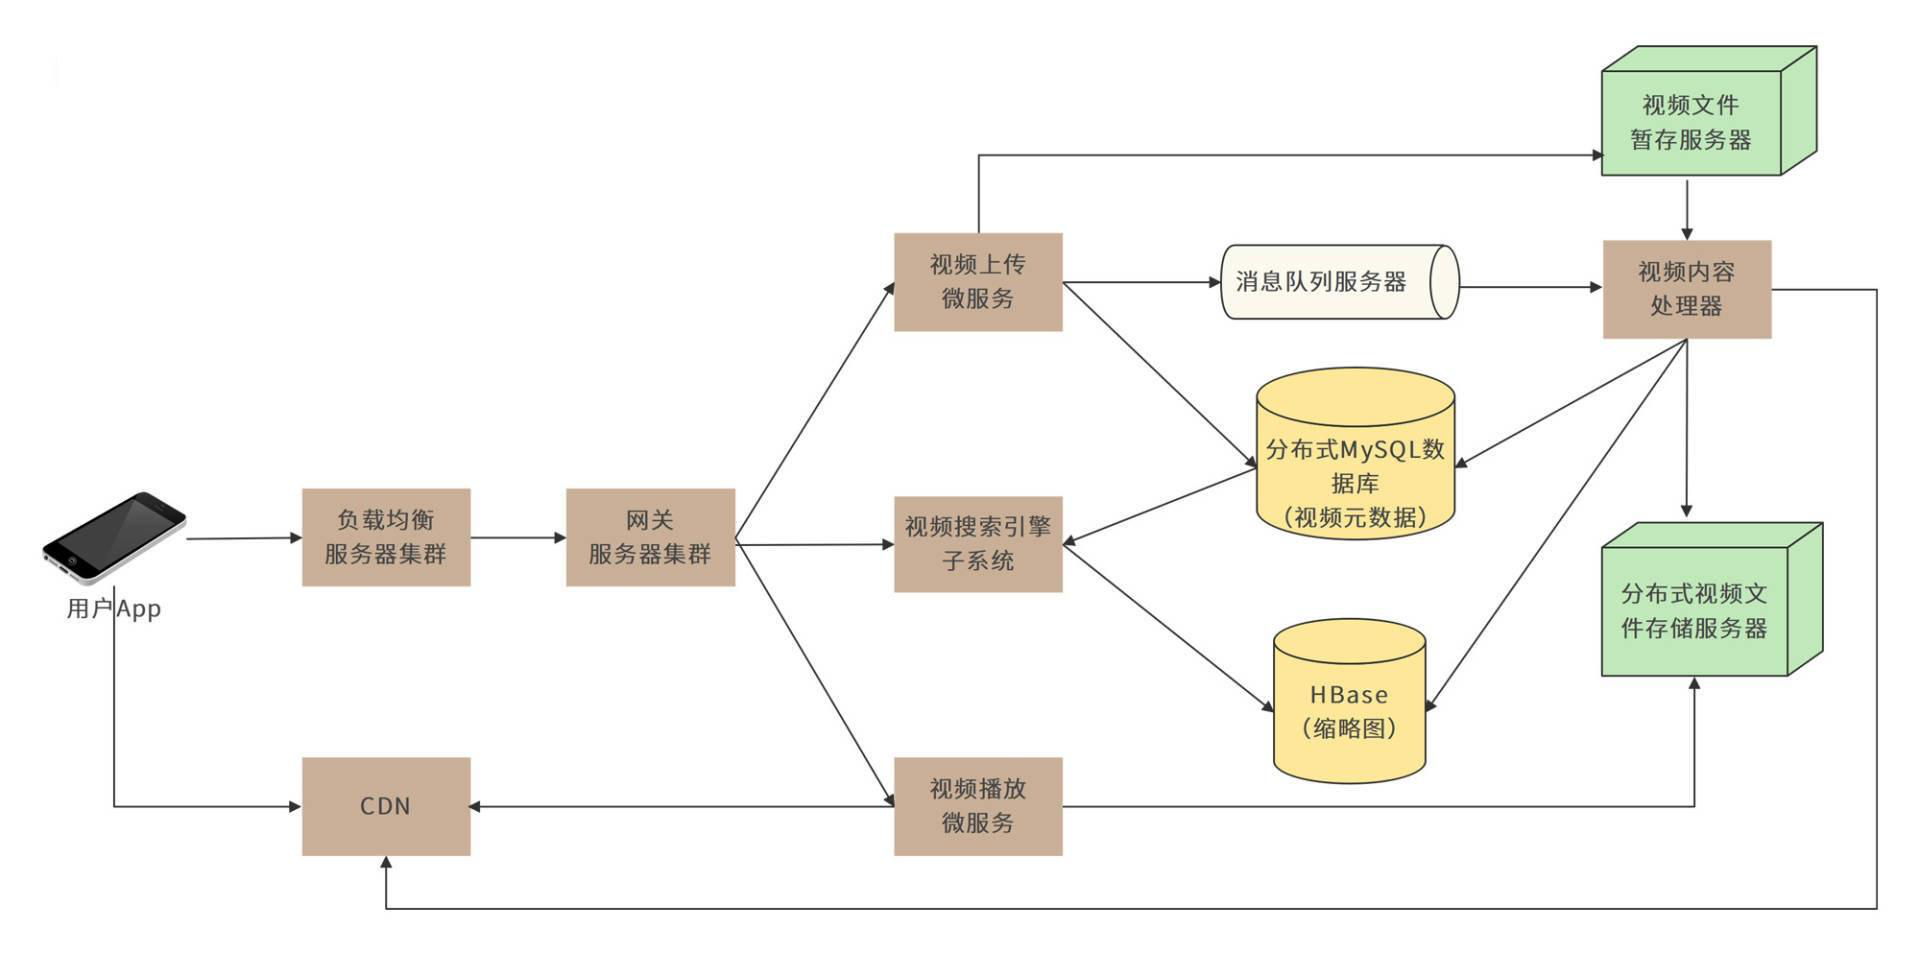 视频文件
暂存服务器
视频上传
微服务
消息队列服务器
视频内容
处理器
分布式MySQL数
据库
（视频元数据）
负载均衡
服务器集群
网关
服务器集群
视频搜索引擎
子系统
用户App
分布式视频文
件存储服务器
HBase
（缩略图）
CDN
视频播放
微服务